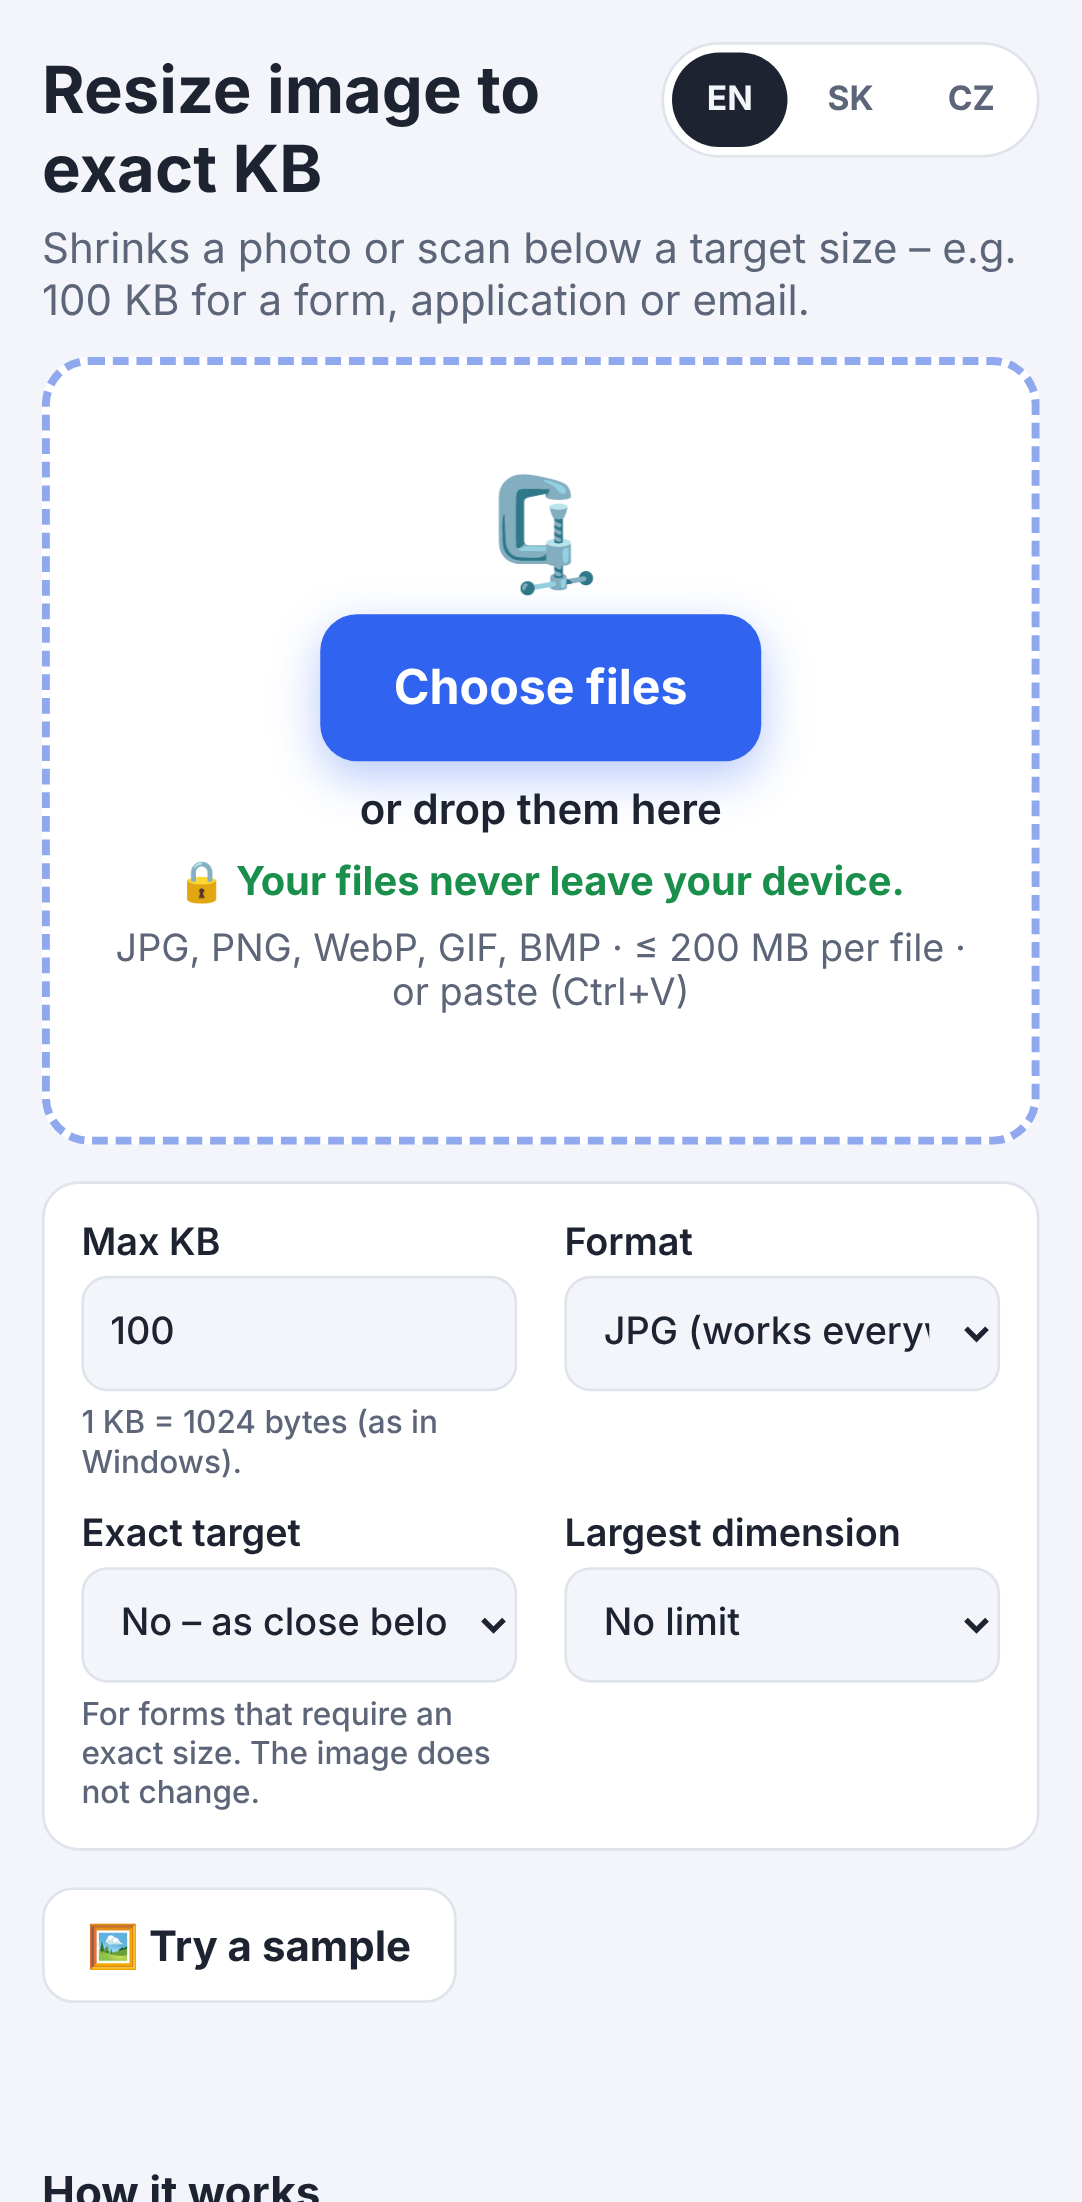 Resize image to
exact KB
EN SK CZ
Shrinks a photo or scan below a target size – e.g.
100 KB for a form, application or email.
Choose files
or drop them here
Your files never leave your device.
JPG, PNG, WebP, GIF, BMP · ≤ 200 MB per file ·
or paste (Ctrl+V)
Max KB
100
1 KB = 1024 bytes (as in
Windows).
Format
JPG (works every
Exact target
No – as close belo
For forms that require an
exact size. The image does
not change.
Largest dimension
No limit
Try a sample
How it works